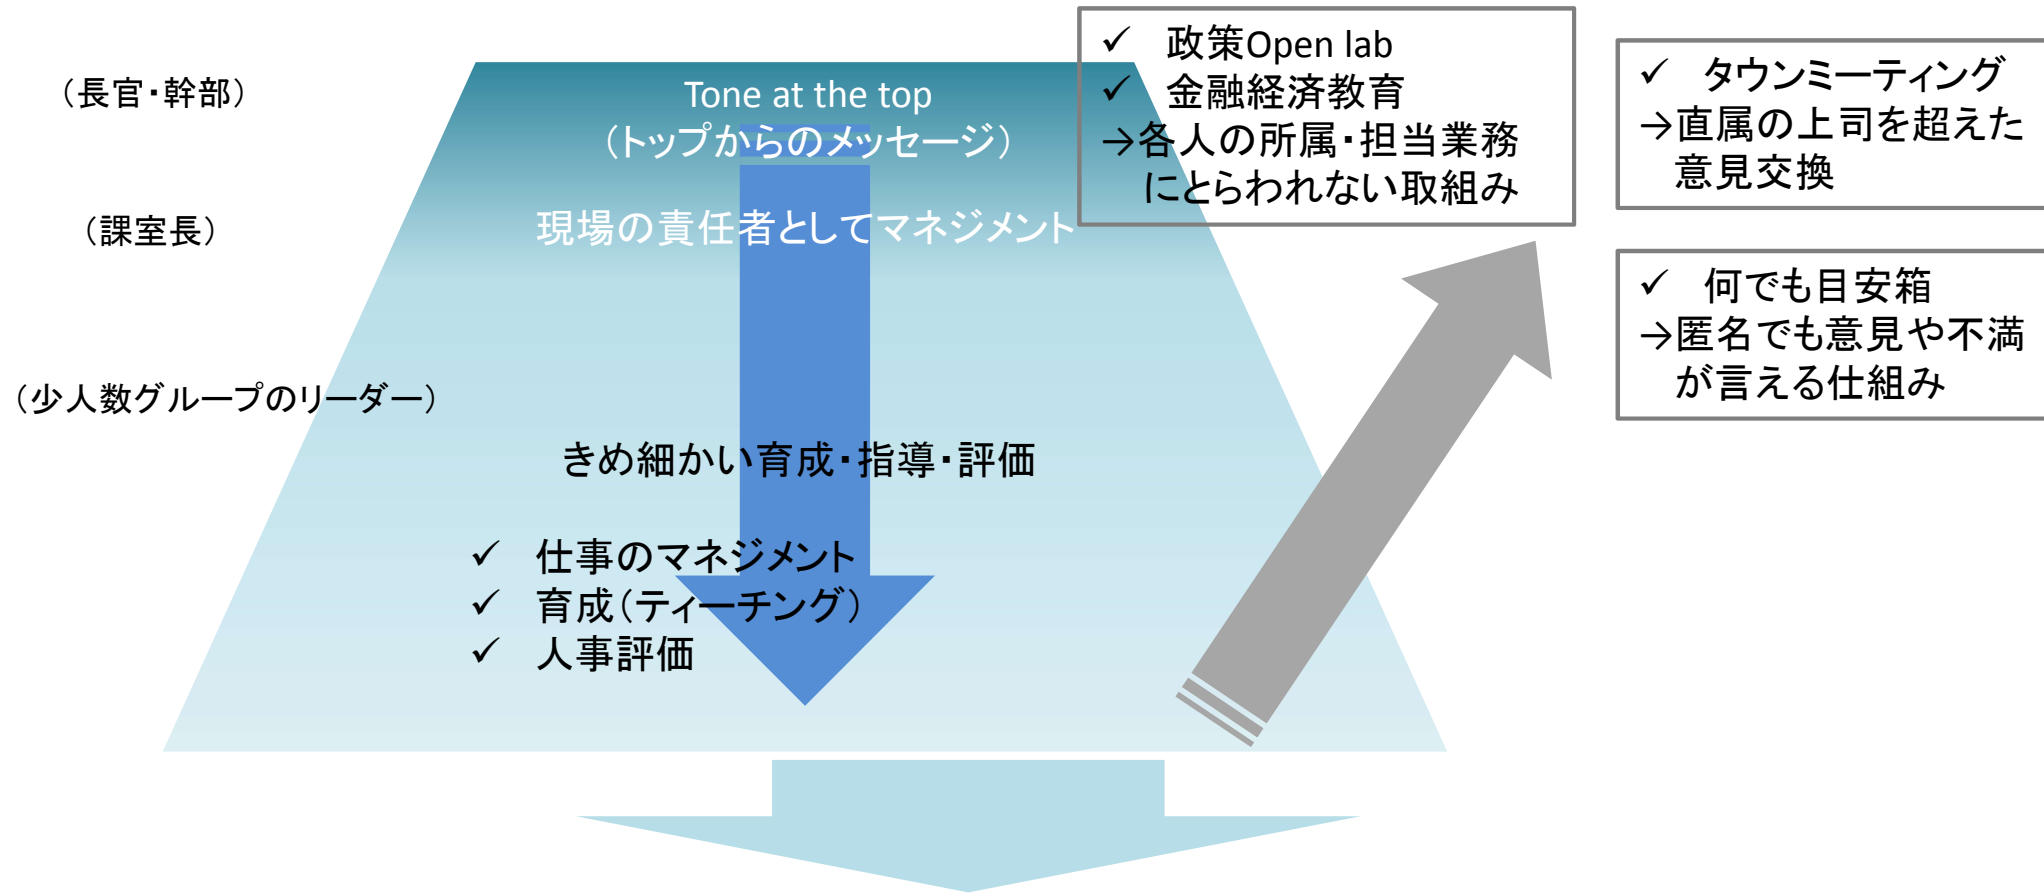 （長官・幹部）
Tone at the top
（トップからのメッセージ）
（課室長）
現場の責任者としてマネジメント
（少人数グループのリーダー）
きめ細かい育成・指導・評価
✓ 仕事のマネジメント
✓ 育成（ティーチング）
✓ 人事評価
✓ 政策Open lab
✓ 金融経済教育
→各人の所属・担当業務
にとらわれない取組み
✓ タウンミーティング
→直属の上司を超えた
意見交換
✓ 何でも目安箱
→匿名でも意見や不満
が言える仕組み